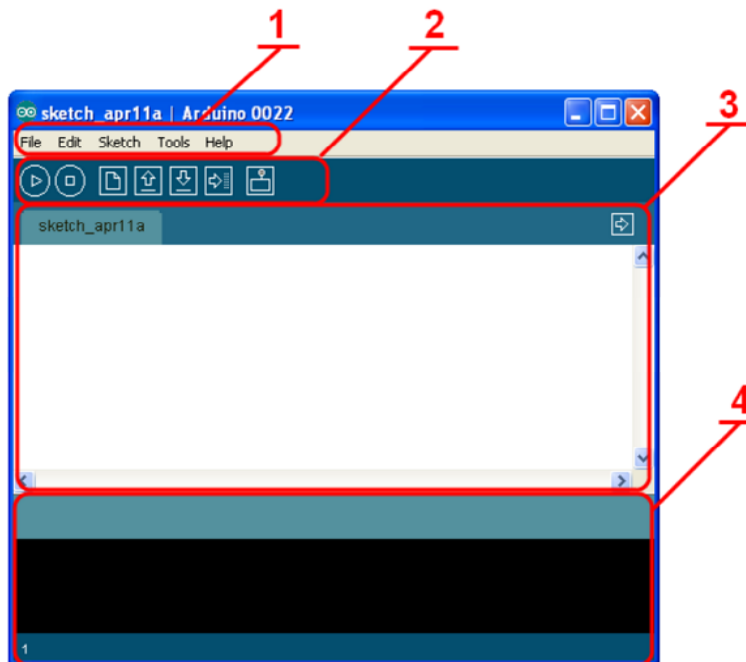 1
2
sketch_apr11a | Arduino 0022
3
File Edit Sketch Tools Help
sketch_apr11a
4
1